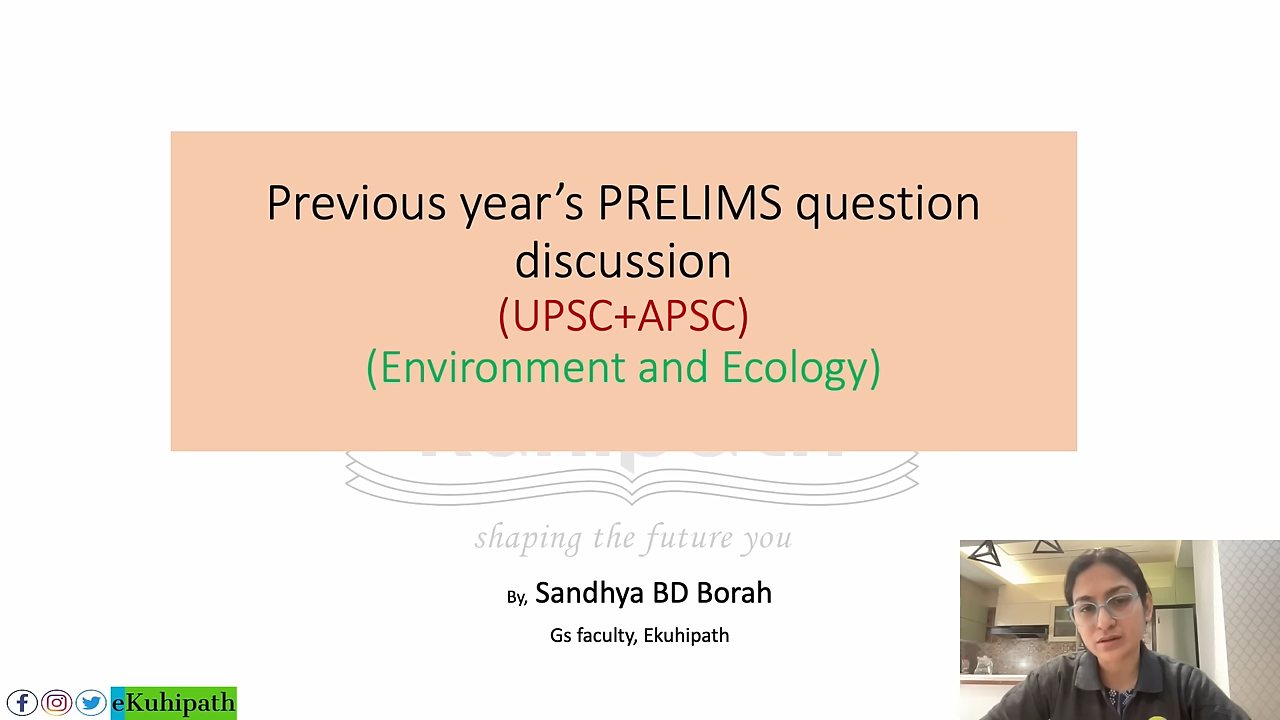 Previous year’s PRELIMS question
discussion
(UPSC+APSC)
(Environment and Ecology)
shaping the future you
By, Sandhya BD Borah
Gs faculty, Ekuhipath
eKuhipath